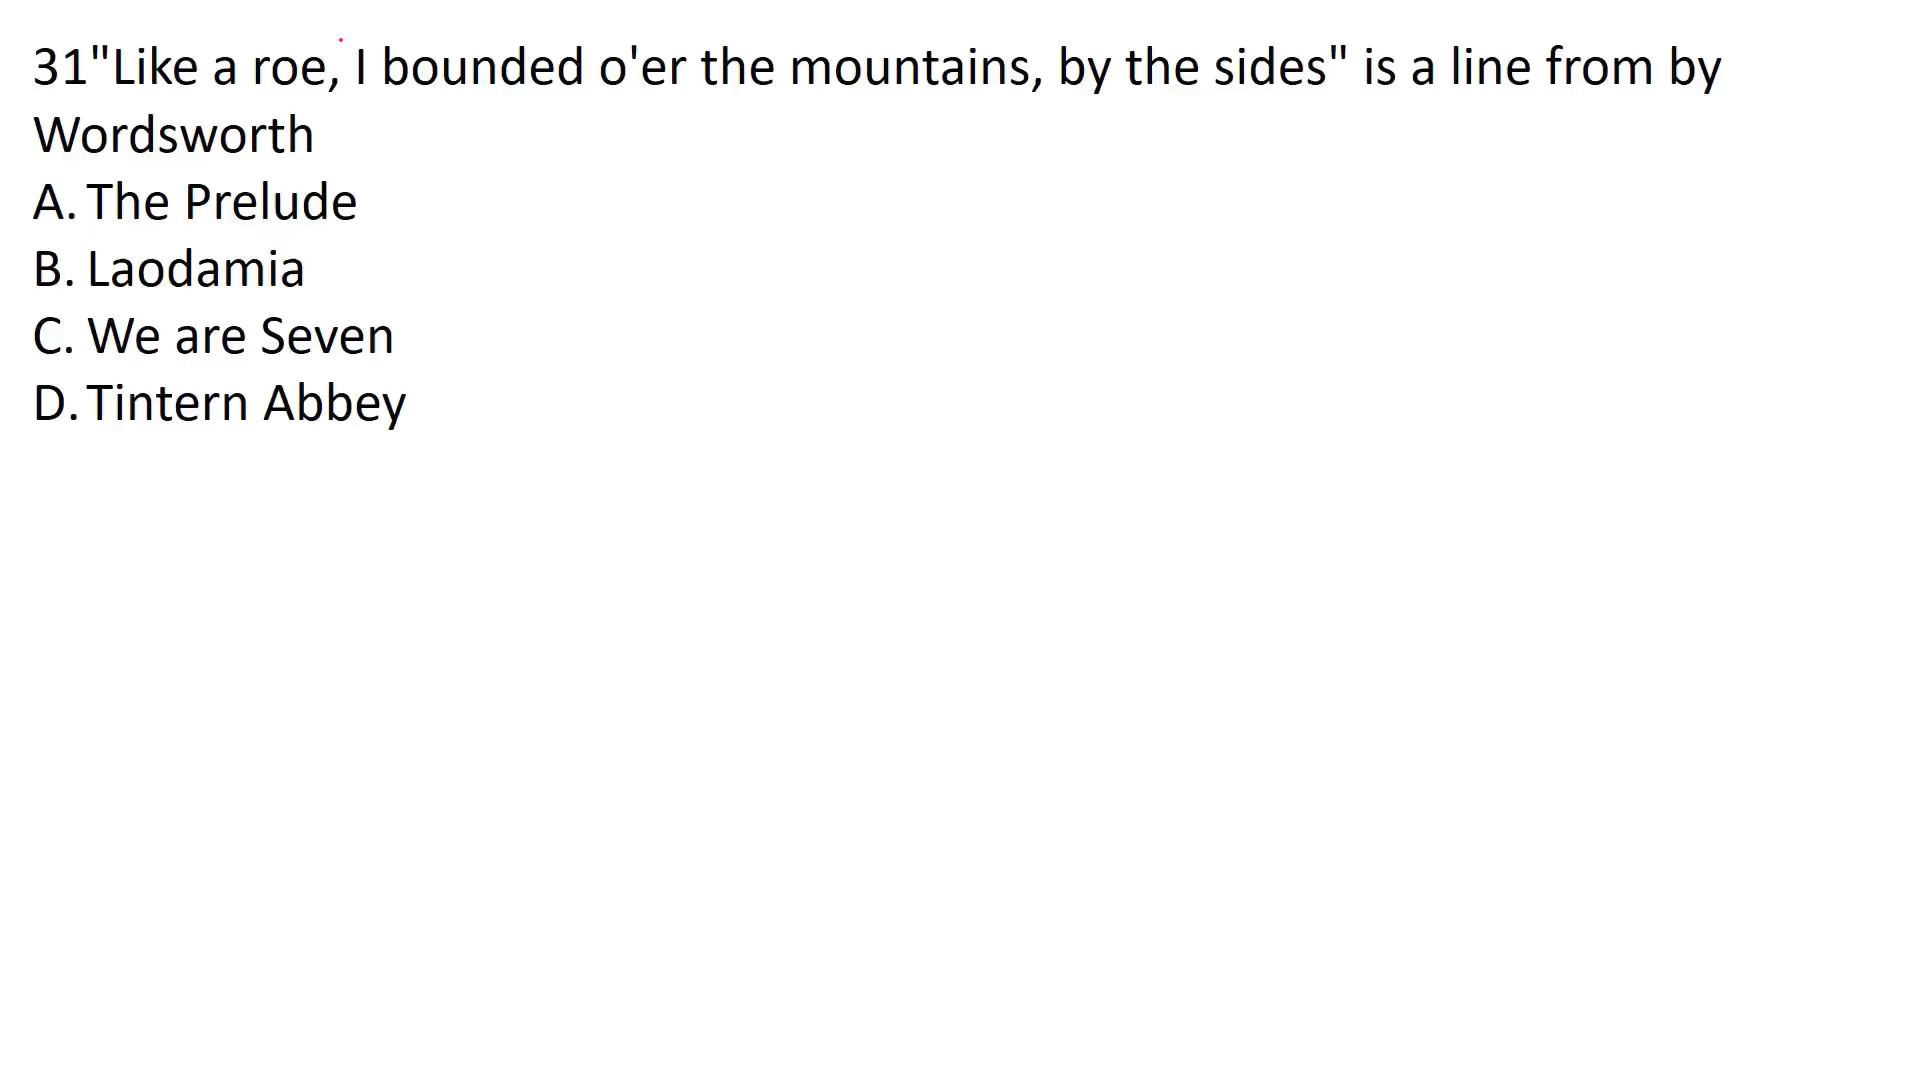 31"Like a roe, I bounded o'er the mountains, by the sides" is a line from by
Wordsworth
A. The Prelude
B. Laodamia
C. We are Seven
D. Tintern Abbey